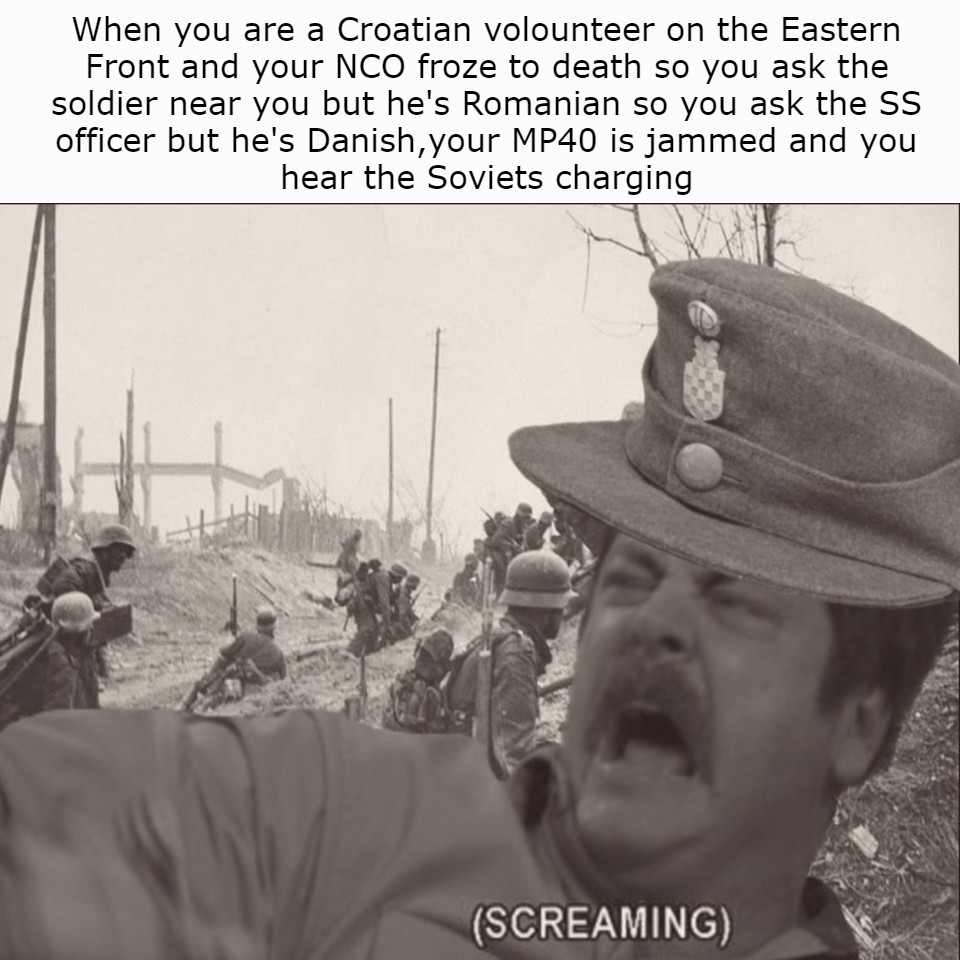 When you are a Croatian volounteer on the Eastern
Front and your NCO froze to death so you ask the
soldier near you but he's Romanian so you ask the SS
officer but he's Danish,your MP40 is jammed and you
hear the Soviets charging
(SCREAMING)